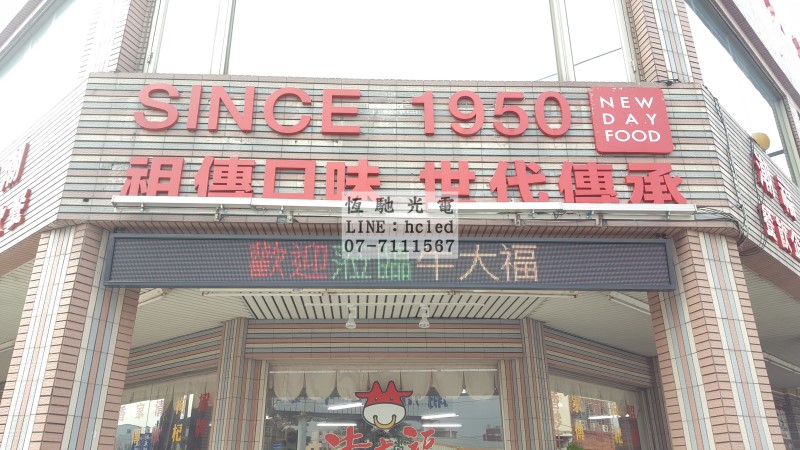 SINCE 1950
NEW
DAY
FOOD
祖傳口味 世代傳承
恆馳光電
LINE：hcled
07-7111567
歡迎蒞臨牛大福